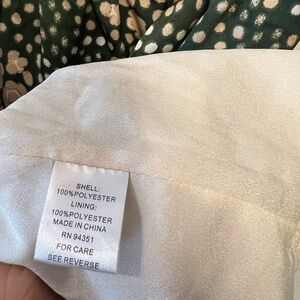 SHELL:
100%POLYESTER
LINING:
100%POLYESTER
MADE IN CHINA
RN 94351
FOR CARE
SEE REVERSE